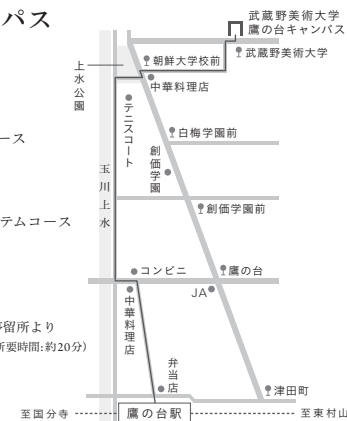 パス
武蔵野美術大学
鷹の台キャンパス
武蔵野美術大学
朝鮮大学校前
上水公園
中華料理店
テニスコート
ース
白梅学園前
創価学園
玉川上水
創価学園前
テムコース
コンビニ
鷹の台
JA
中華料理店
留所より
所要時間:約20分)
弁当店
津田町
至国分寺
鷹の台駅
至東村山